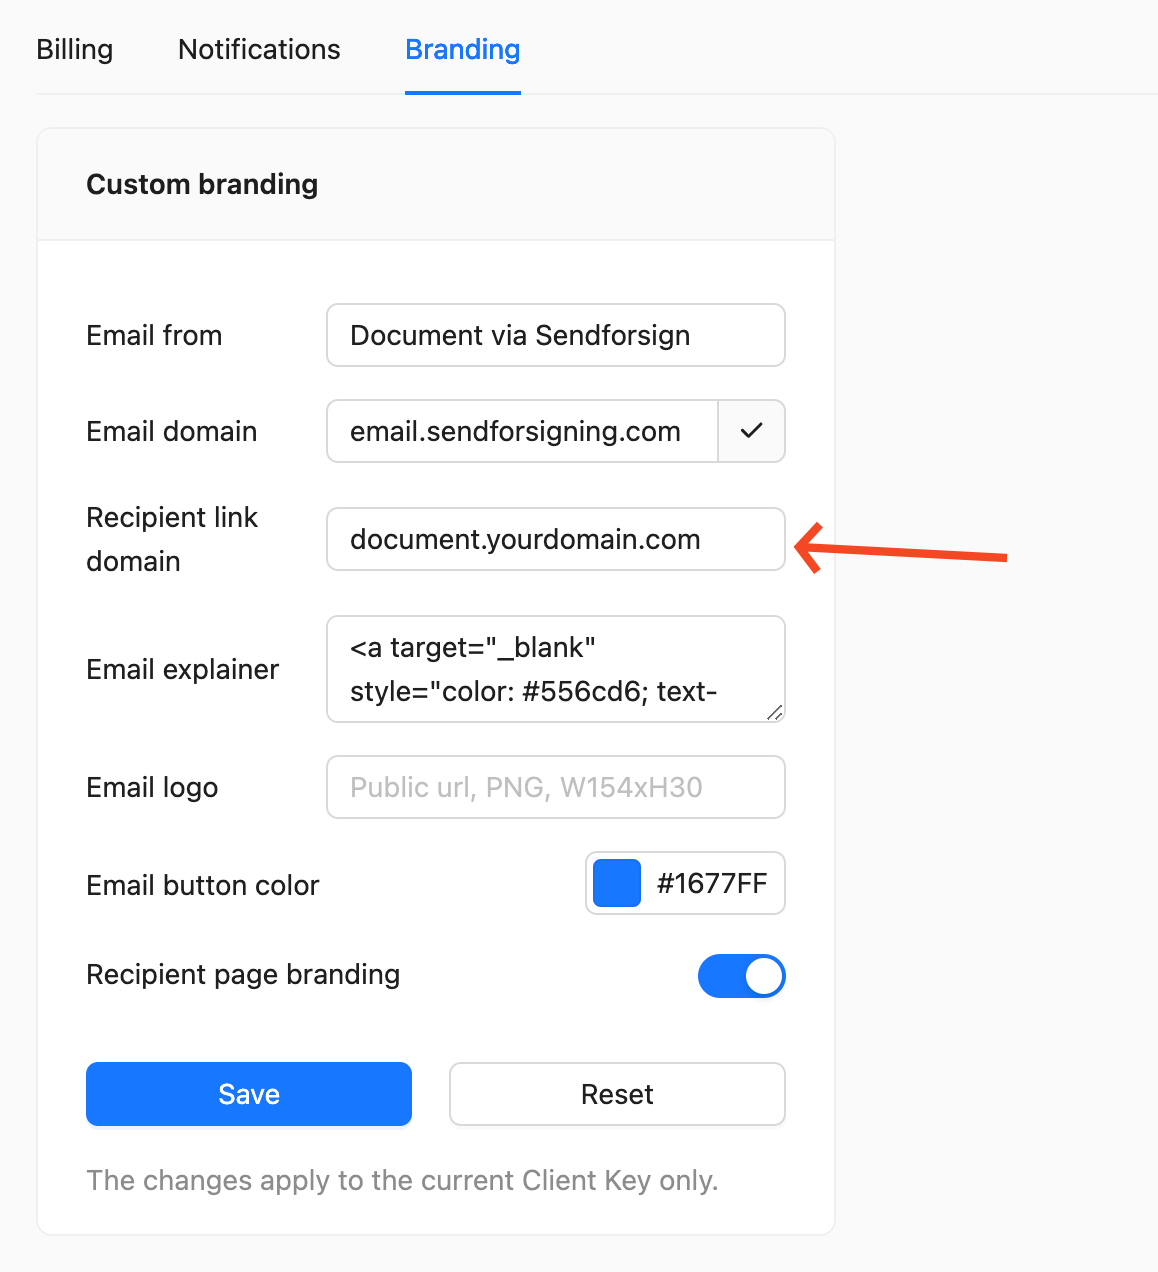 Billing Notifications Branding
Custom branding
Email from Document via Sendforsign
Email domain email.sendforsigning.com
Recipient link
domain
document.yourdomain.com
Email explainer
<a target="_blank"
style="color: #556cd6; text-
Email logo Public url, PNG, W154xH30
Email button color #1677FF
Recipient page branding
Save Reset
The changes apply to the current Client Key only.